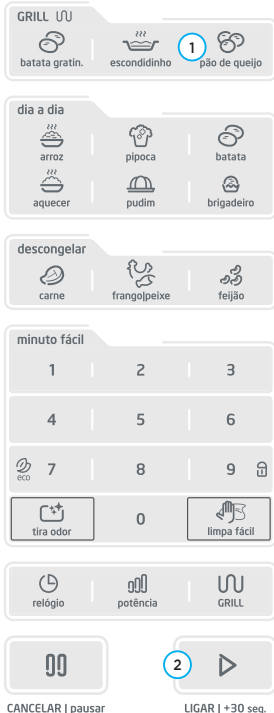 GRILL
1
batata gratin. escondidinho pão de queijo
dia a dia
arroz pipoca batata
aquecer pudim brigadeiro
descongelar
carne frango|peixe feijão
minuto fácil
1 2 3
4 5 6
eco 7 8 9
tira odor 0 limpa fácil
relógio potência GRILL
2
CANCELAR | pausar LIGAR | +30 seg.